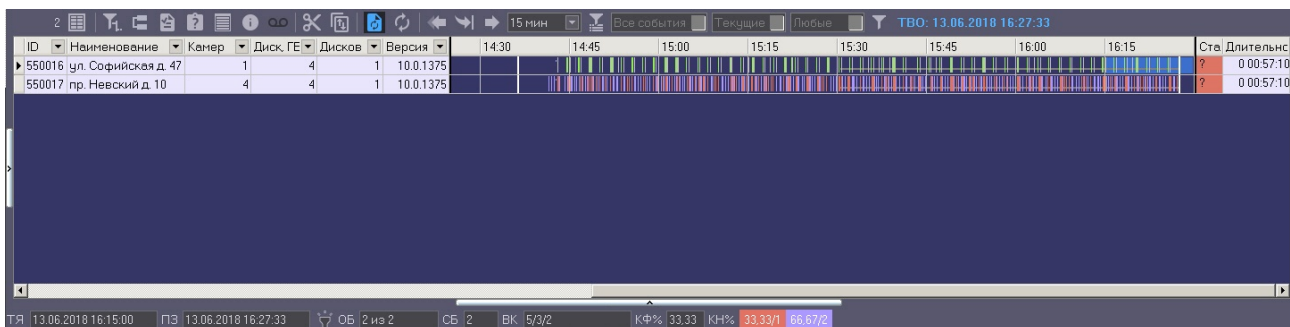 2 15 мин Все события Текущие Любые ТВО: 13.06.2018 16:27:33
ID Наименование Камер Диск, ГЕ Дисков Версия 14:30 14:45 15:00 15:15 15:30 15:45 16:00 16:15 Ста Длительнс
550016 ул. Софийская д. 47 1 4 1 10.0.1375 ? 0 00:57:10
550017 пр. Невский д. 10 4 4 1 10.0.1375 ? 0 00:57:10
ТЯ 13.06.2018 16:15:00 ПЗ 13.06.2018 16:27:33 ОБ 2 из 2 СБ 2 ВК 5/3/2 КФ% 33,33 КН% 33,33/1 66,67/2